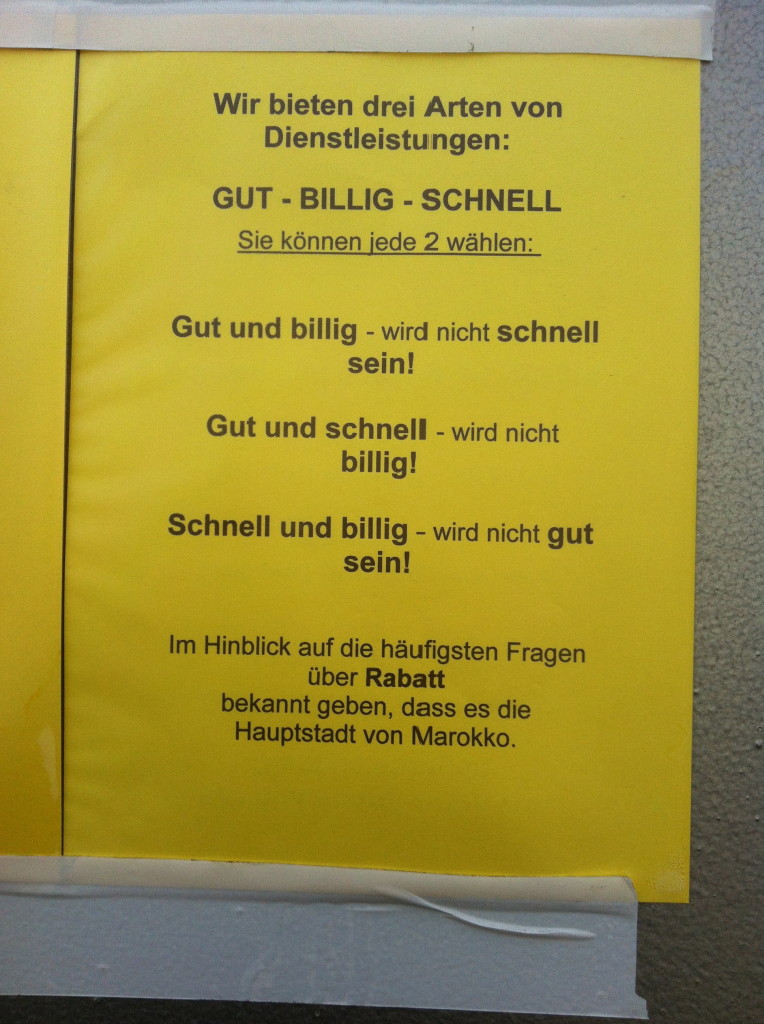 Wir bieten drei Arten von
Dienstleistungen:
GUT - BILLIG - SCHNELL
Sie können jede 2 wählen:
Gut und billig - wird nicht schnell
sein!
Gut und schnell - wird nicht
billig!
Schnell und billig - wird nicht gut
sein!
Im Hinblick auf die häufigsten Fragen
über Rabatt
bekannt geben, dass es die
Hauptstadt von Marokko.